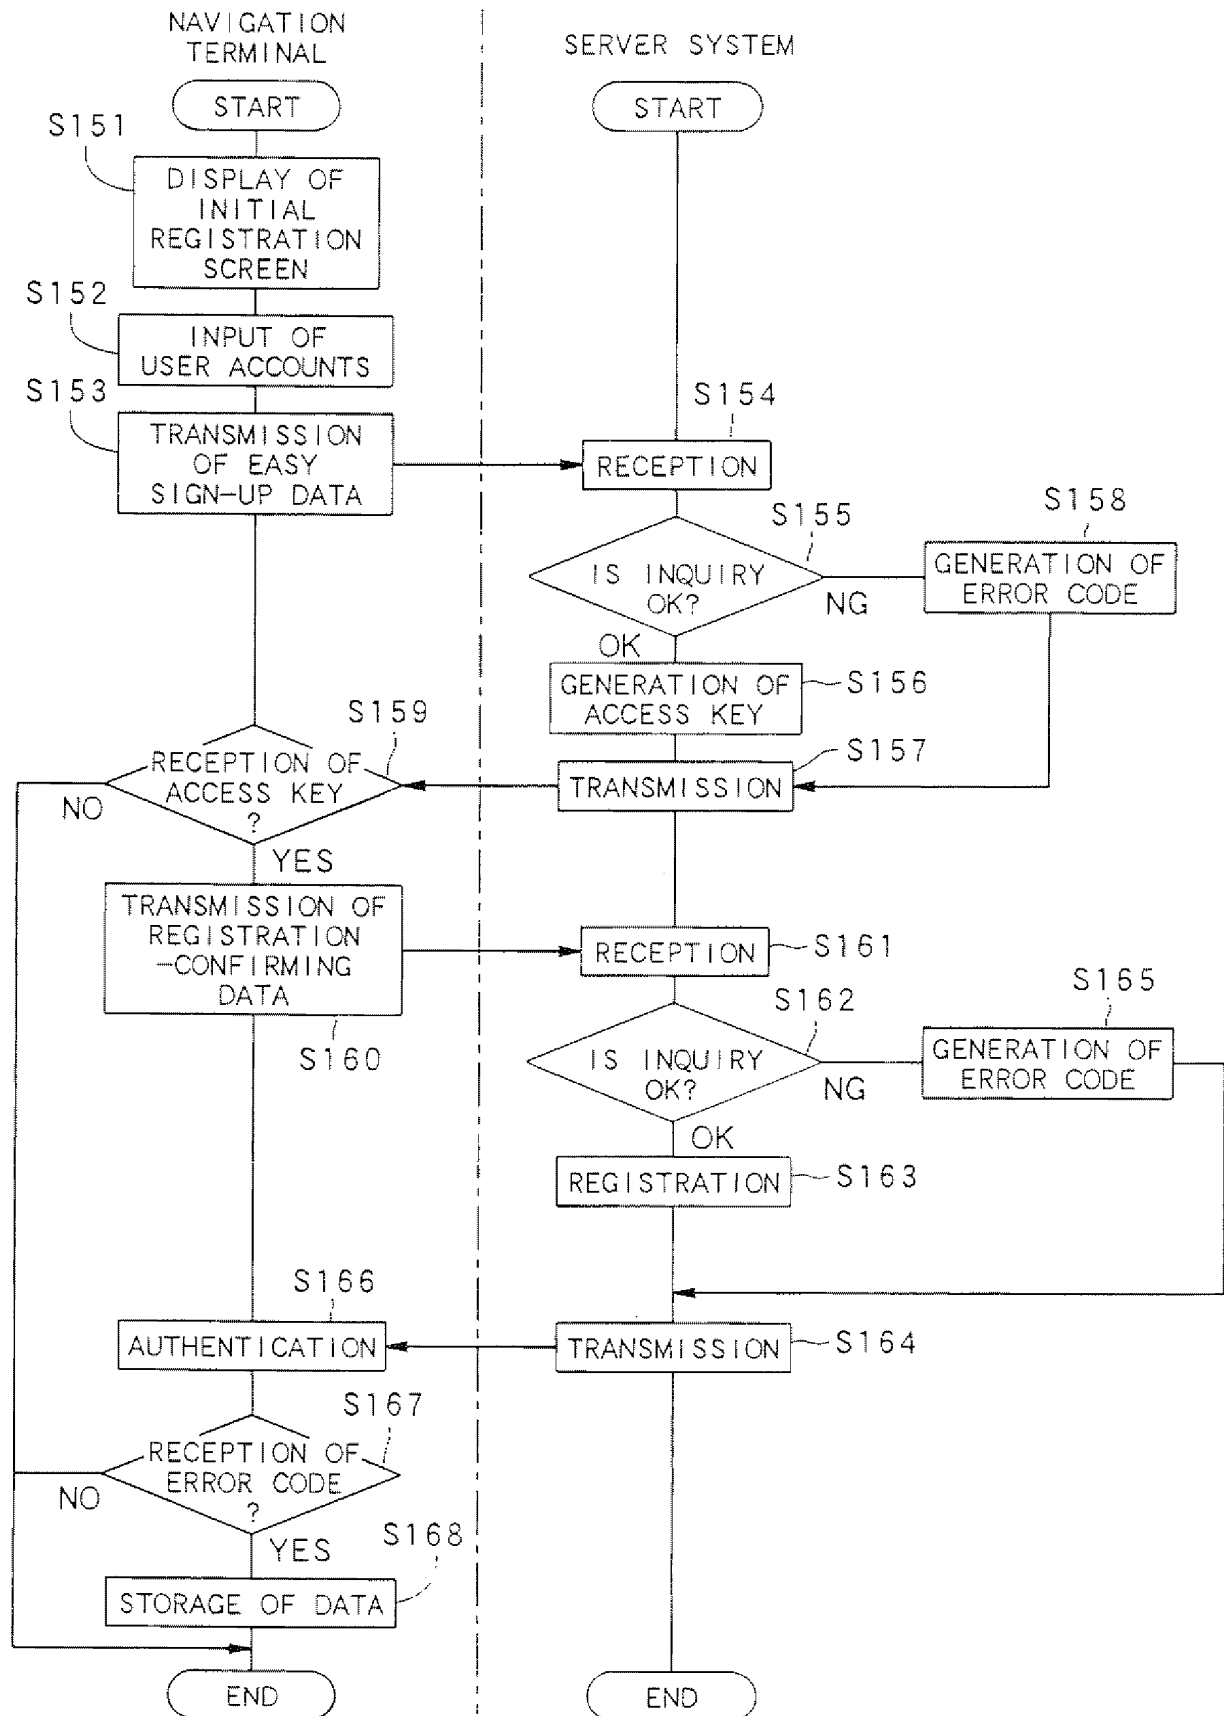 NAVIGATION
TERMINAL
SERVER SYSTEM
START
START
S151
DISPLAY OF
INITIAL
REGISTRATION
SCREEN
S152
INPUT OF
USER ACCOUNTS
S153
TRANSMISSION
OF EASY
SIGN-UP DATA
S154
RECEPTION
S155
IS INQUIRY
OK?
NG
OK
S158
GENERATION OF
ERROR CODE
GENERATION OF
ACCESS KEY
S156
S159
RECEPTION OF
ACCESS KEY
?
NO
YES
TRANSMISSION
S157
TRANSMISSION OF
REGISTRATION
-CONFIRMING
DATA
S160
RECEPTION
S161
S162
IS INQUIRY
OK?
NG
OK
S165
GENERATION OF
ERROR CODE
REGISTRATION
S163
S166
AUTHENTICATION
TRANSMISSION
S164
S167
RECEPTION OF
ERROR CODE
?
NO
YES
S168
STORAGE OF DATA
END
END